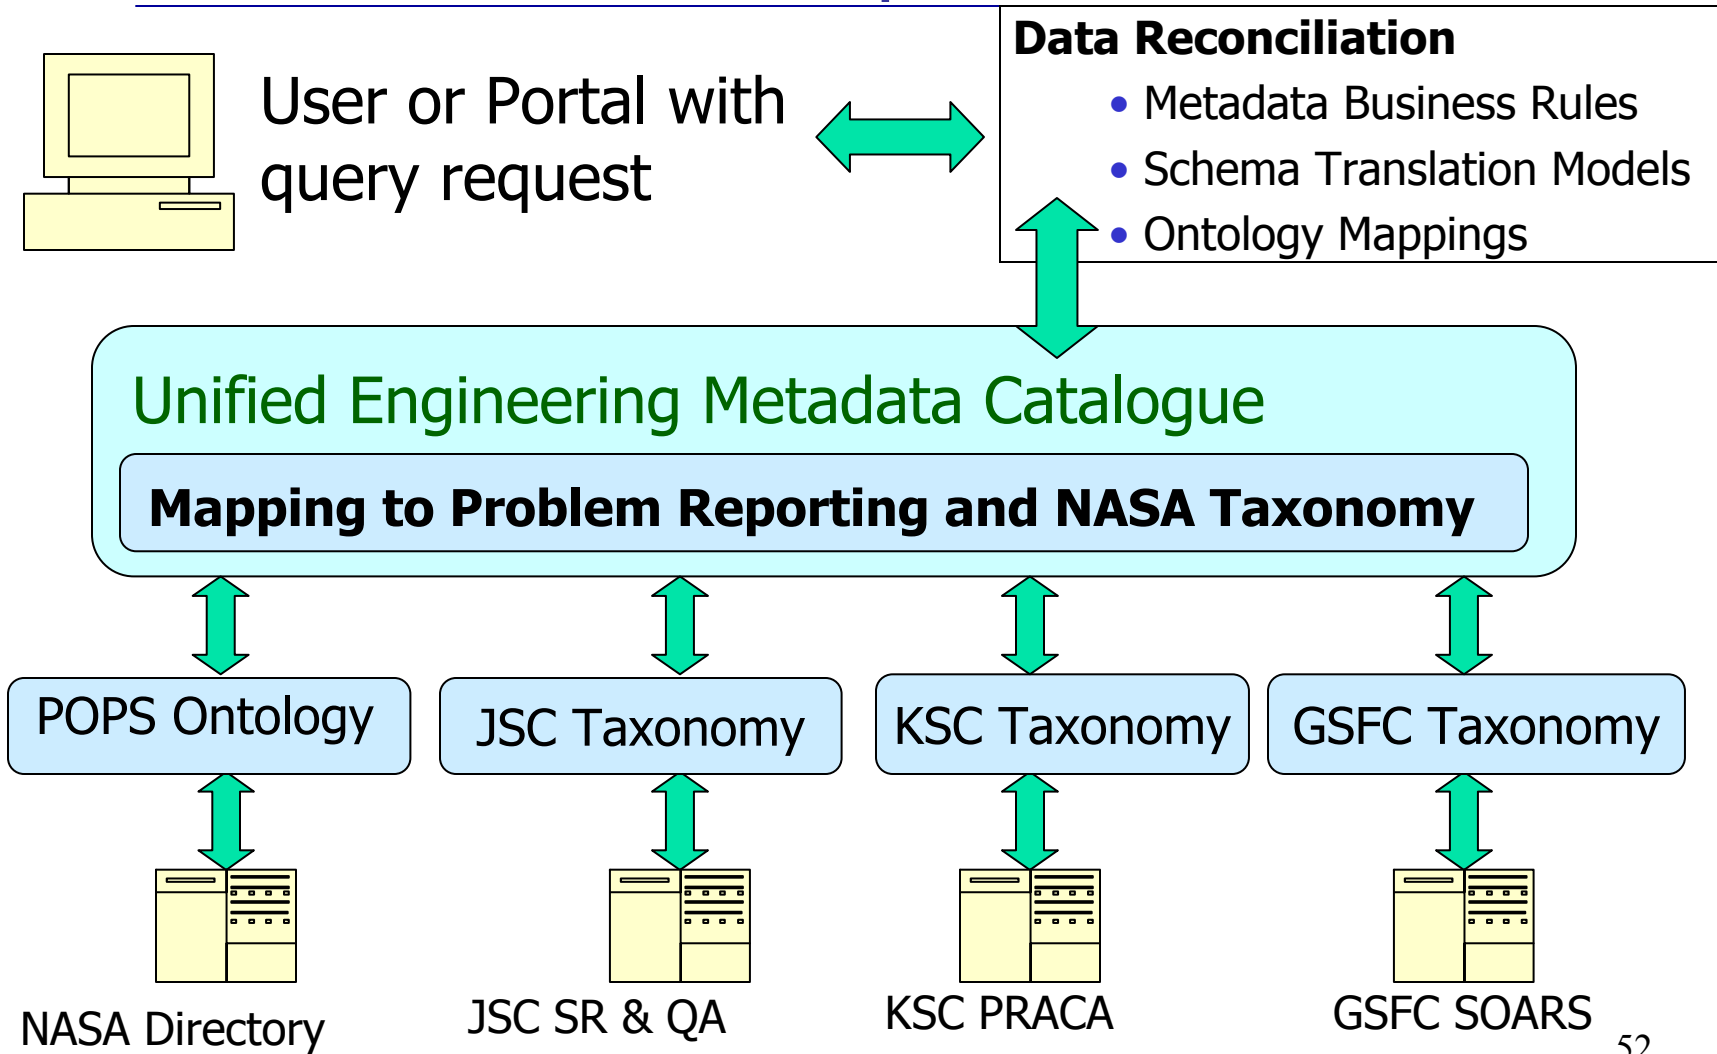 Data Reconciliation
• Metadata Business Rules
• Schema Translation Models
• Ontology Mappings
User or Portal with
query request
Unified Engineering Metadata Catalogue
Mapping to Problem Reporting and NASA Taxonomy
POPS Ontology
JSC Taxonomy
KSC Taxonomy
GSFC Taxonomy
NASA Directory
JSC SR & QA
KSC PRACA
GSFC SOARS
52